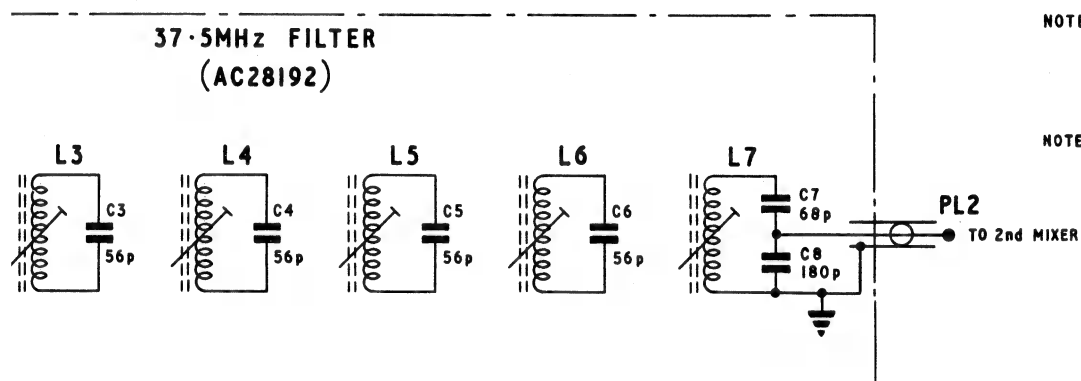 37·5MHz FILTER
(AC28192)
NOTE
NOTE
L3
L4
L5
L6
L7
C3
56p
C4
56p
C5
56p
C6
56p
C7
68p
C8
180p
PL2
TO 2nd MIXER